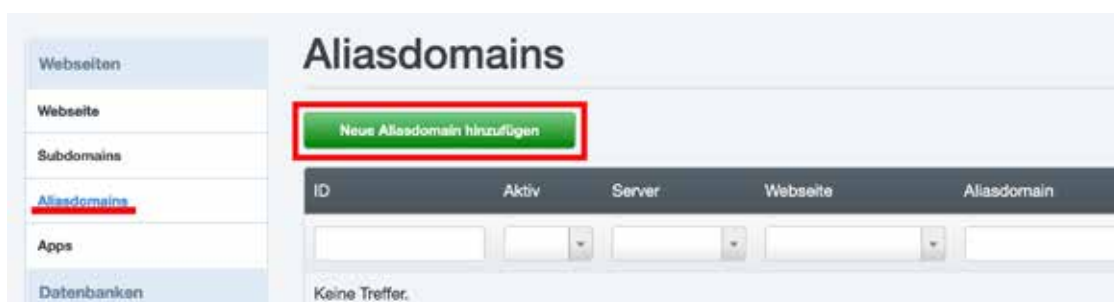 Webseiten
Webseite
Subdomains
Aliasdomains
Apps
Datenbanken
Aliasdomains
Neue Aliasdomain hinzufügen
ID Aktiv Server Webseite Aliasdomain
Keine Treffer.